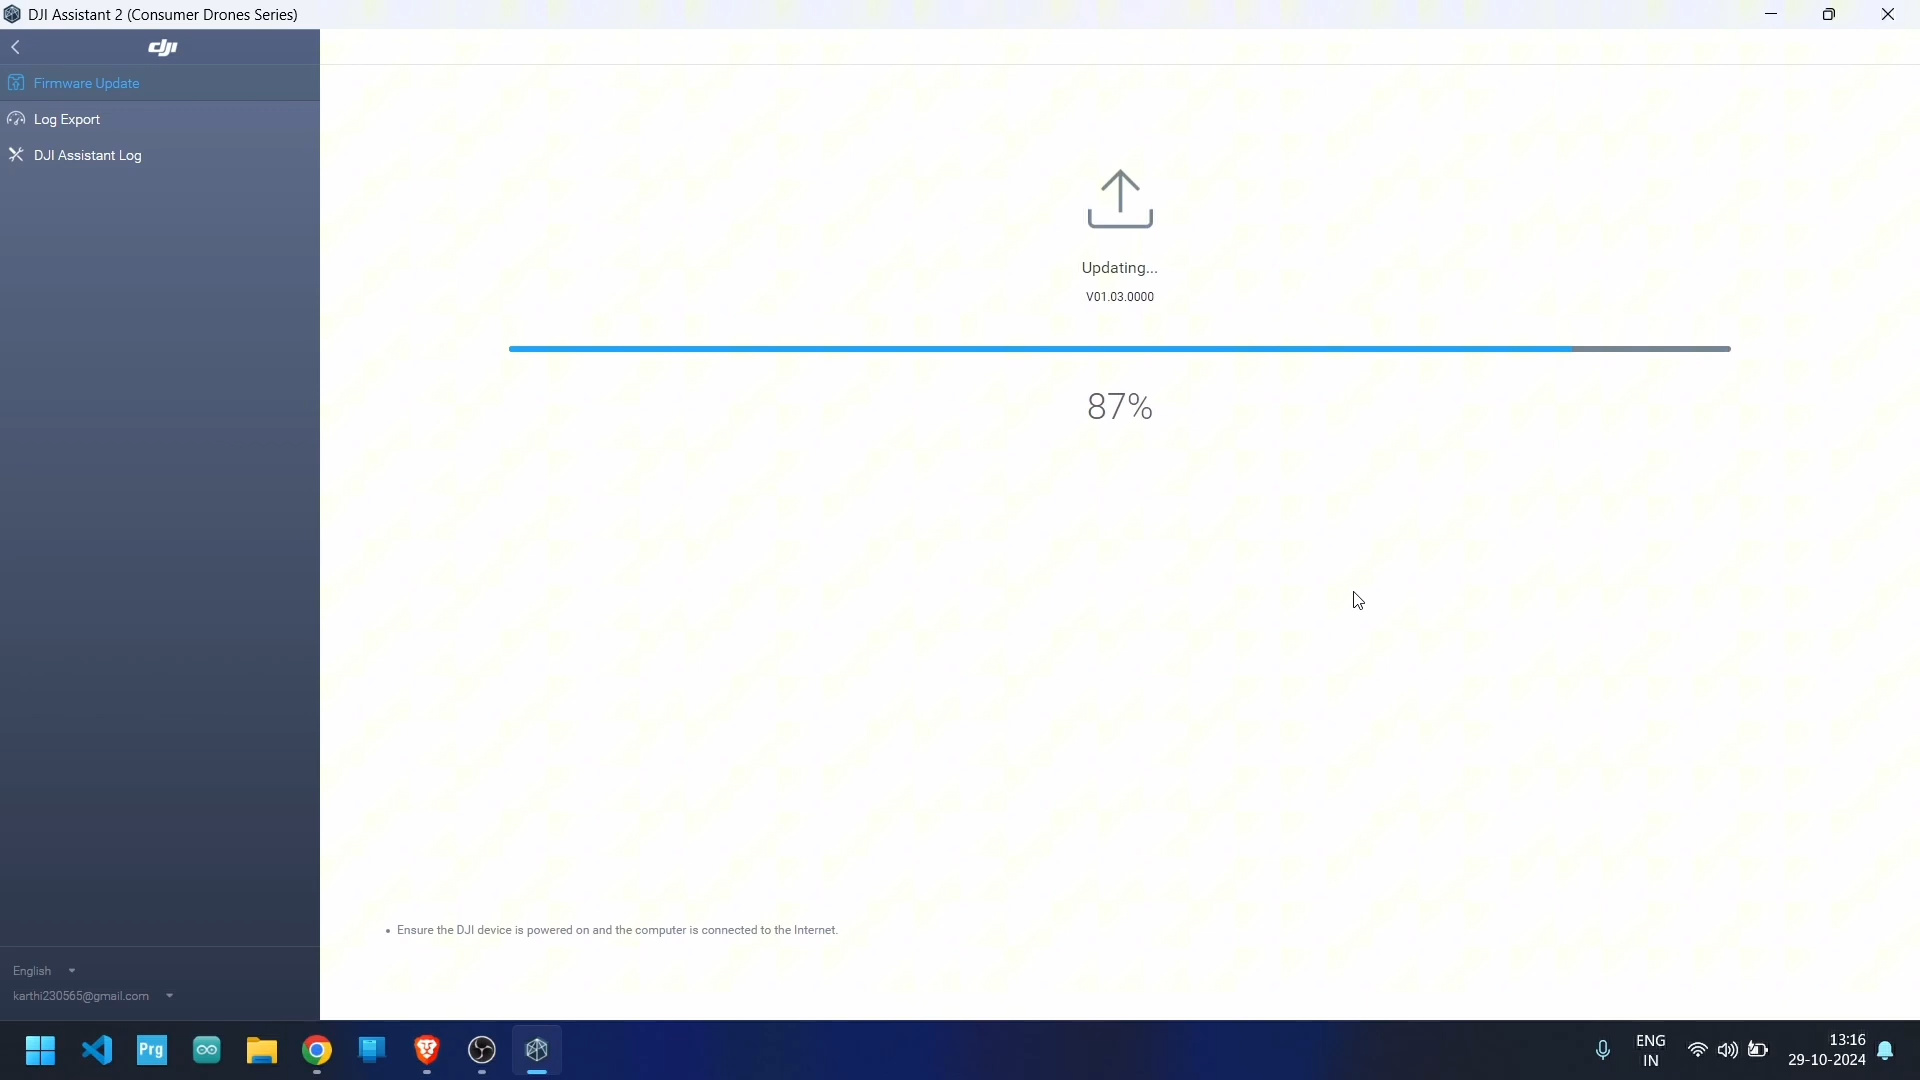 DJI Assistant 2 (Consumer Drones Series)
dji
Firmware Update
Log Export
DJI Assistant Log
Updating...
V01.03.0000
87%
• Ensure the DJI device is powered on and the computer is connected to the Internet.
English
karthi230565@gmail.com
Prg
ENG
IN
13:16
29-10-2024